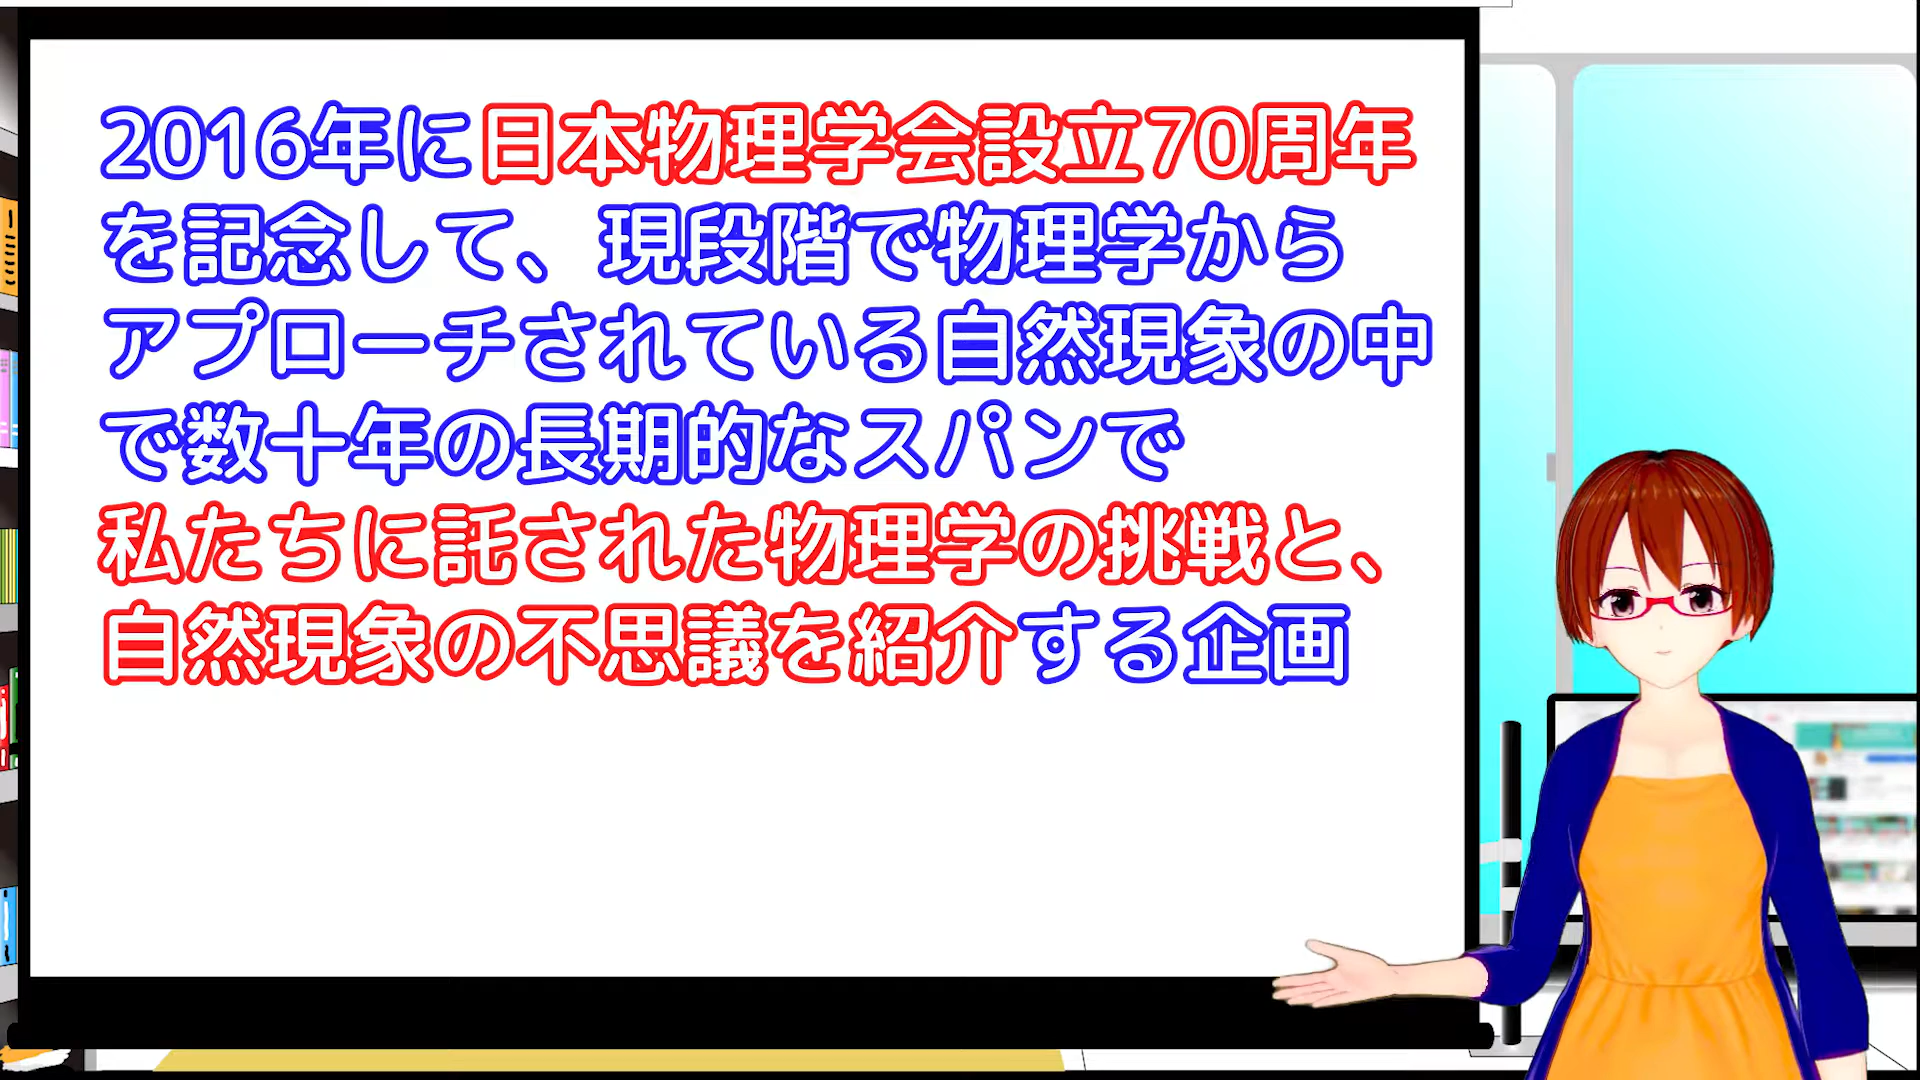 2016年に日本物理学会設立70周年
を記念して、現段階で物理学から
アプローチされている自然現象の中
で数十年の長期的なスパンで
私たちに託された物理学の挑戦と、
自然現象の不思議を紹介する企画